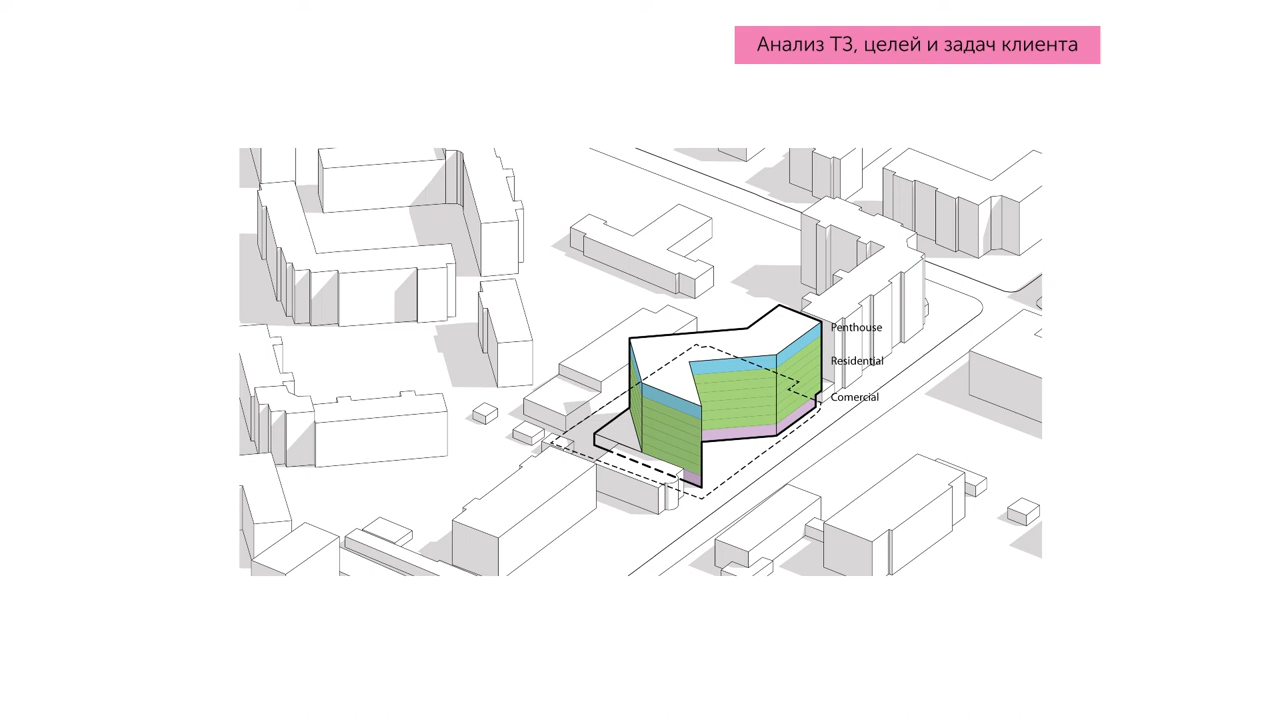 Анализ ТЗ, целей и задач клиента
Penthouse
Residential
Comercial